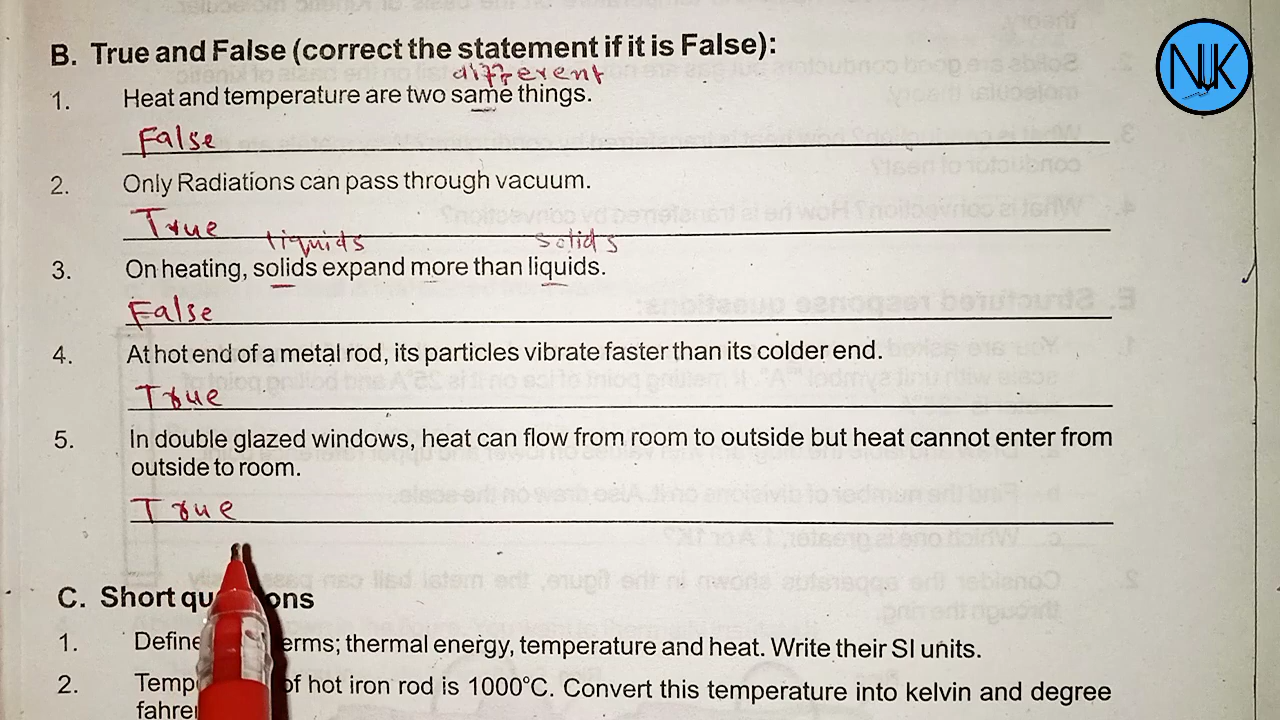 NJK
B. True and False (correct the statement if it is False):
different
1. Heat and temperature are two same things.
False
2. Only Radiations can pass through vacuum.
True
liquids solids
3. On heating, solids expand more than liquids.
False
4. At hot end of a metal rod, its particles vibrate faster than its colder end.
True
5. In double glazed windows, heat can flow from room to outside but heat cannot enter from
outside to room.
True
C. Short qu ons
1. Define erms; thermal energy, temperature and heat. Write their SI units.
2. Temp of hot iron rod is 1000°C. Convert this temperature into kelvin and degree
fahre